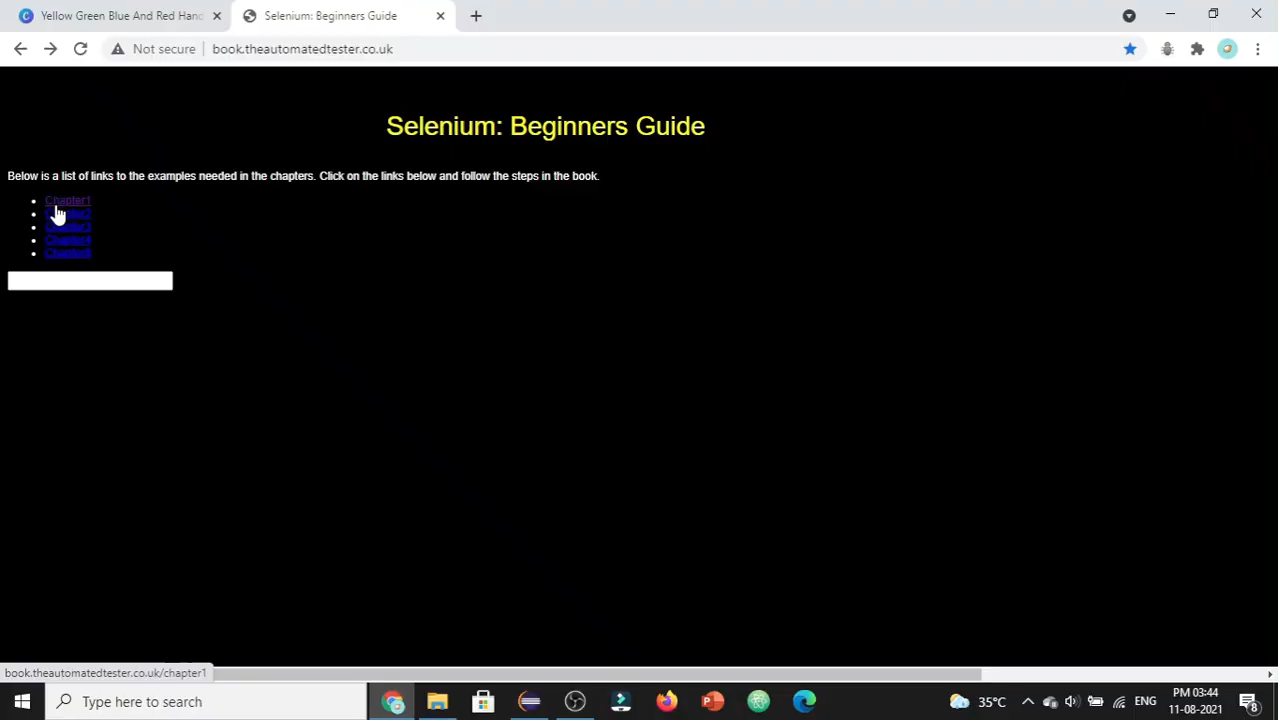 Yellow Green Blue And Red Hand
Selenium: Beginners Guide
Not secure
book.theautomatedtester.co.uk
Selenium: Beginners Guide
Below is a list of links to the examples needed in the chapters. Click on the links below and follow the steps in the book.
Chapter1
Chapter2
Chapter3
Chapter4
Chapter8
book.theautomatedtester.co.uk/chapter1
Type here to search
35°C
ENG
PM 03:44
11-08-2021
8